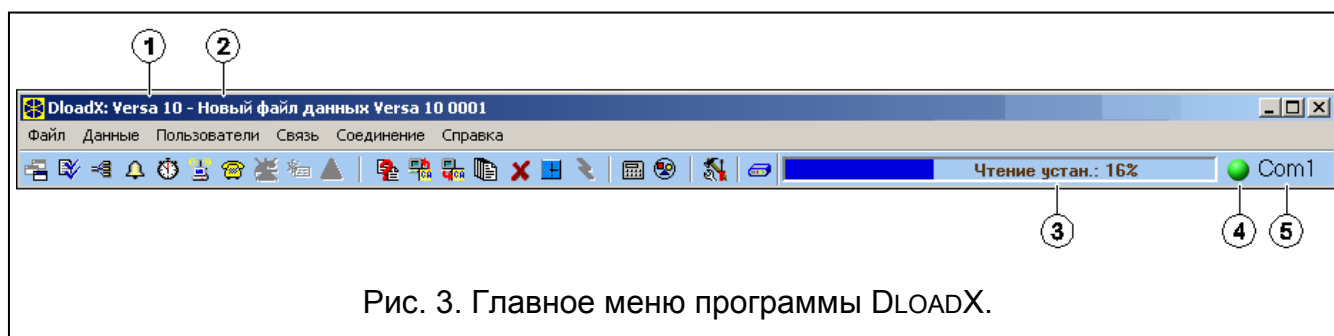 1 2
DloadX: Versa 10 - Новый файл данных Versa 10 0001
Файл Данные Пользователи Связь Соединение Справка
Чтение устан.: 16% Com1
3 4 5
Рис. 3. Главное меню программы DLOADX.